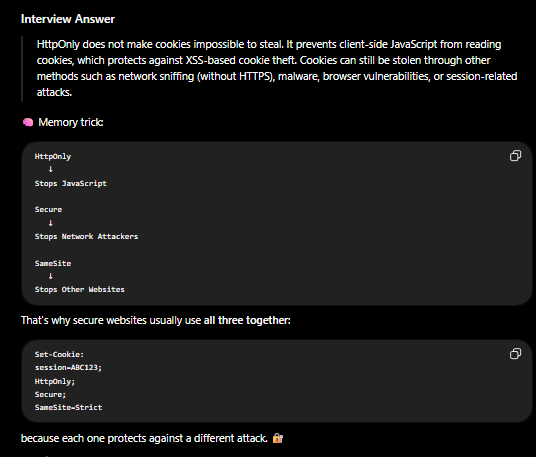 Interview Answer
HttpOnly does not make cookies impossible to steal. It prevents client-side JavaScript from reading
cookies, which protects against XSS-based cookie theft. Cookies can still be stolen through other
methods such as network sniffing (without HTTPS), malware, browser vulnerabilities, or session-related
attacks.
🧠 Memory trick:
HttpOnly
↓
Stops JavaScript
Secure
↓
Stops Network Attackers
SameSite
↓
Stops Other Websites
That's why secure websites usually use all three together:
Set-Cookie:
session=ABC123;
HttpOnly;
Secure;
SameSite=Strict
because each one protects against a different attack. 🔐